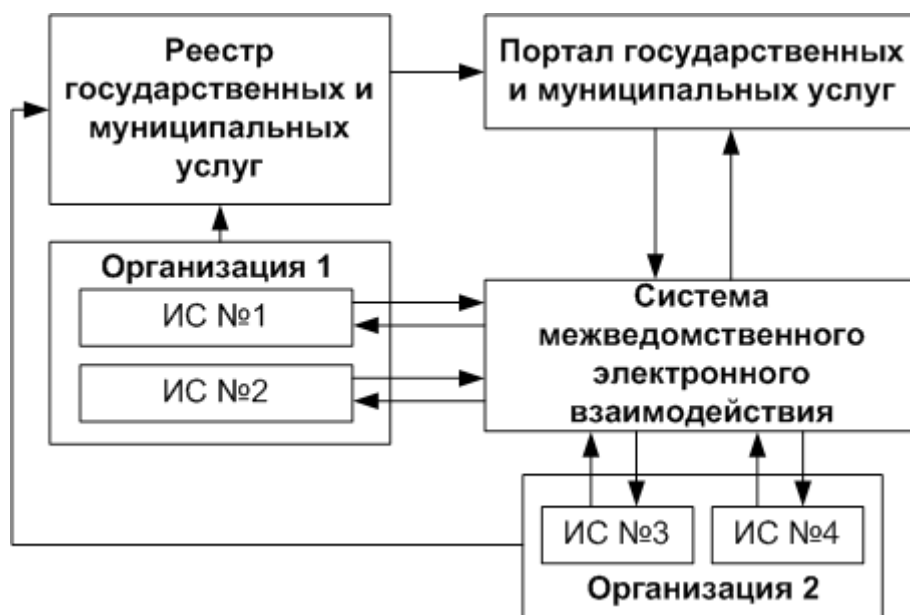 Реестр
государственных и
муниципальных
услуг
Портал государственных
и муниципальных услуг
Организация 1
ИС №1
ИС №2
Система
межведомственного
электронного
взаимодействия
ИС №3
ИС №4
Организация 2